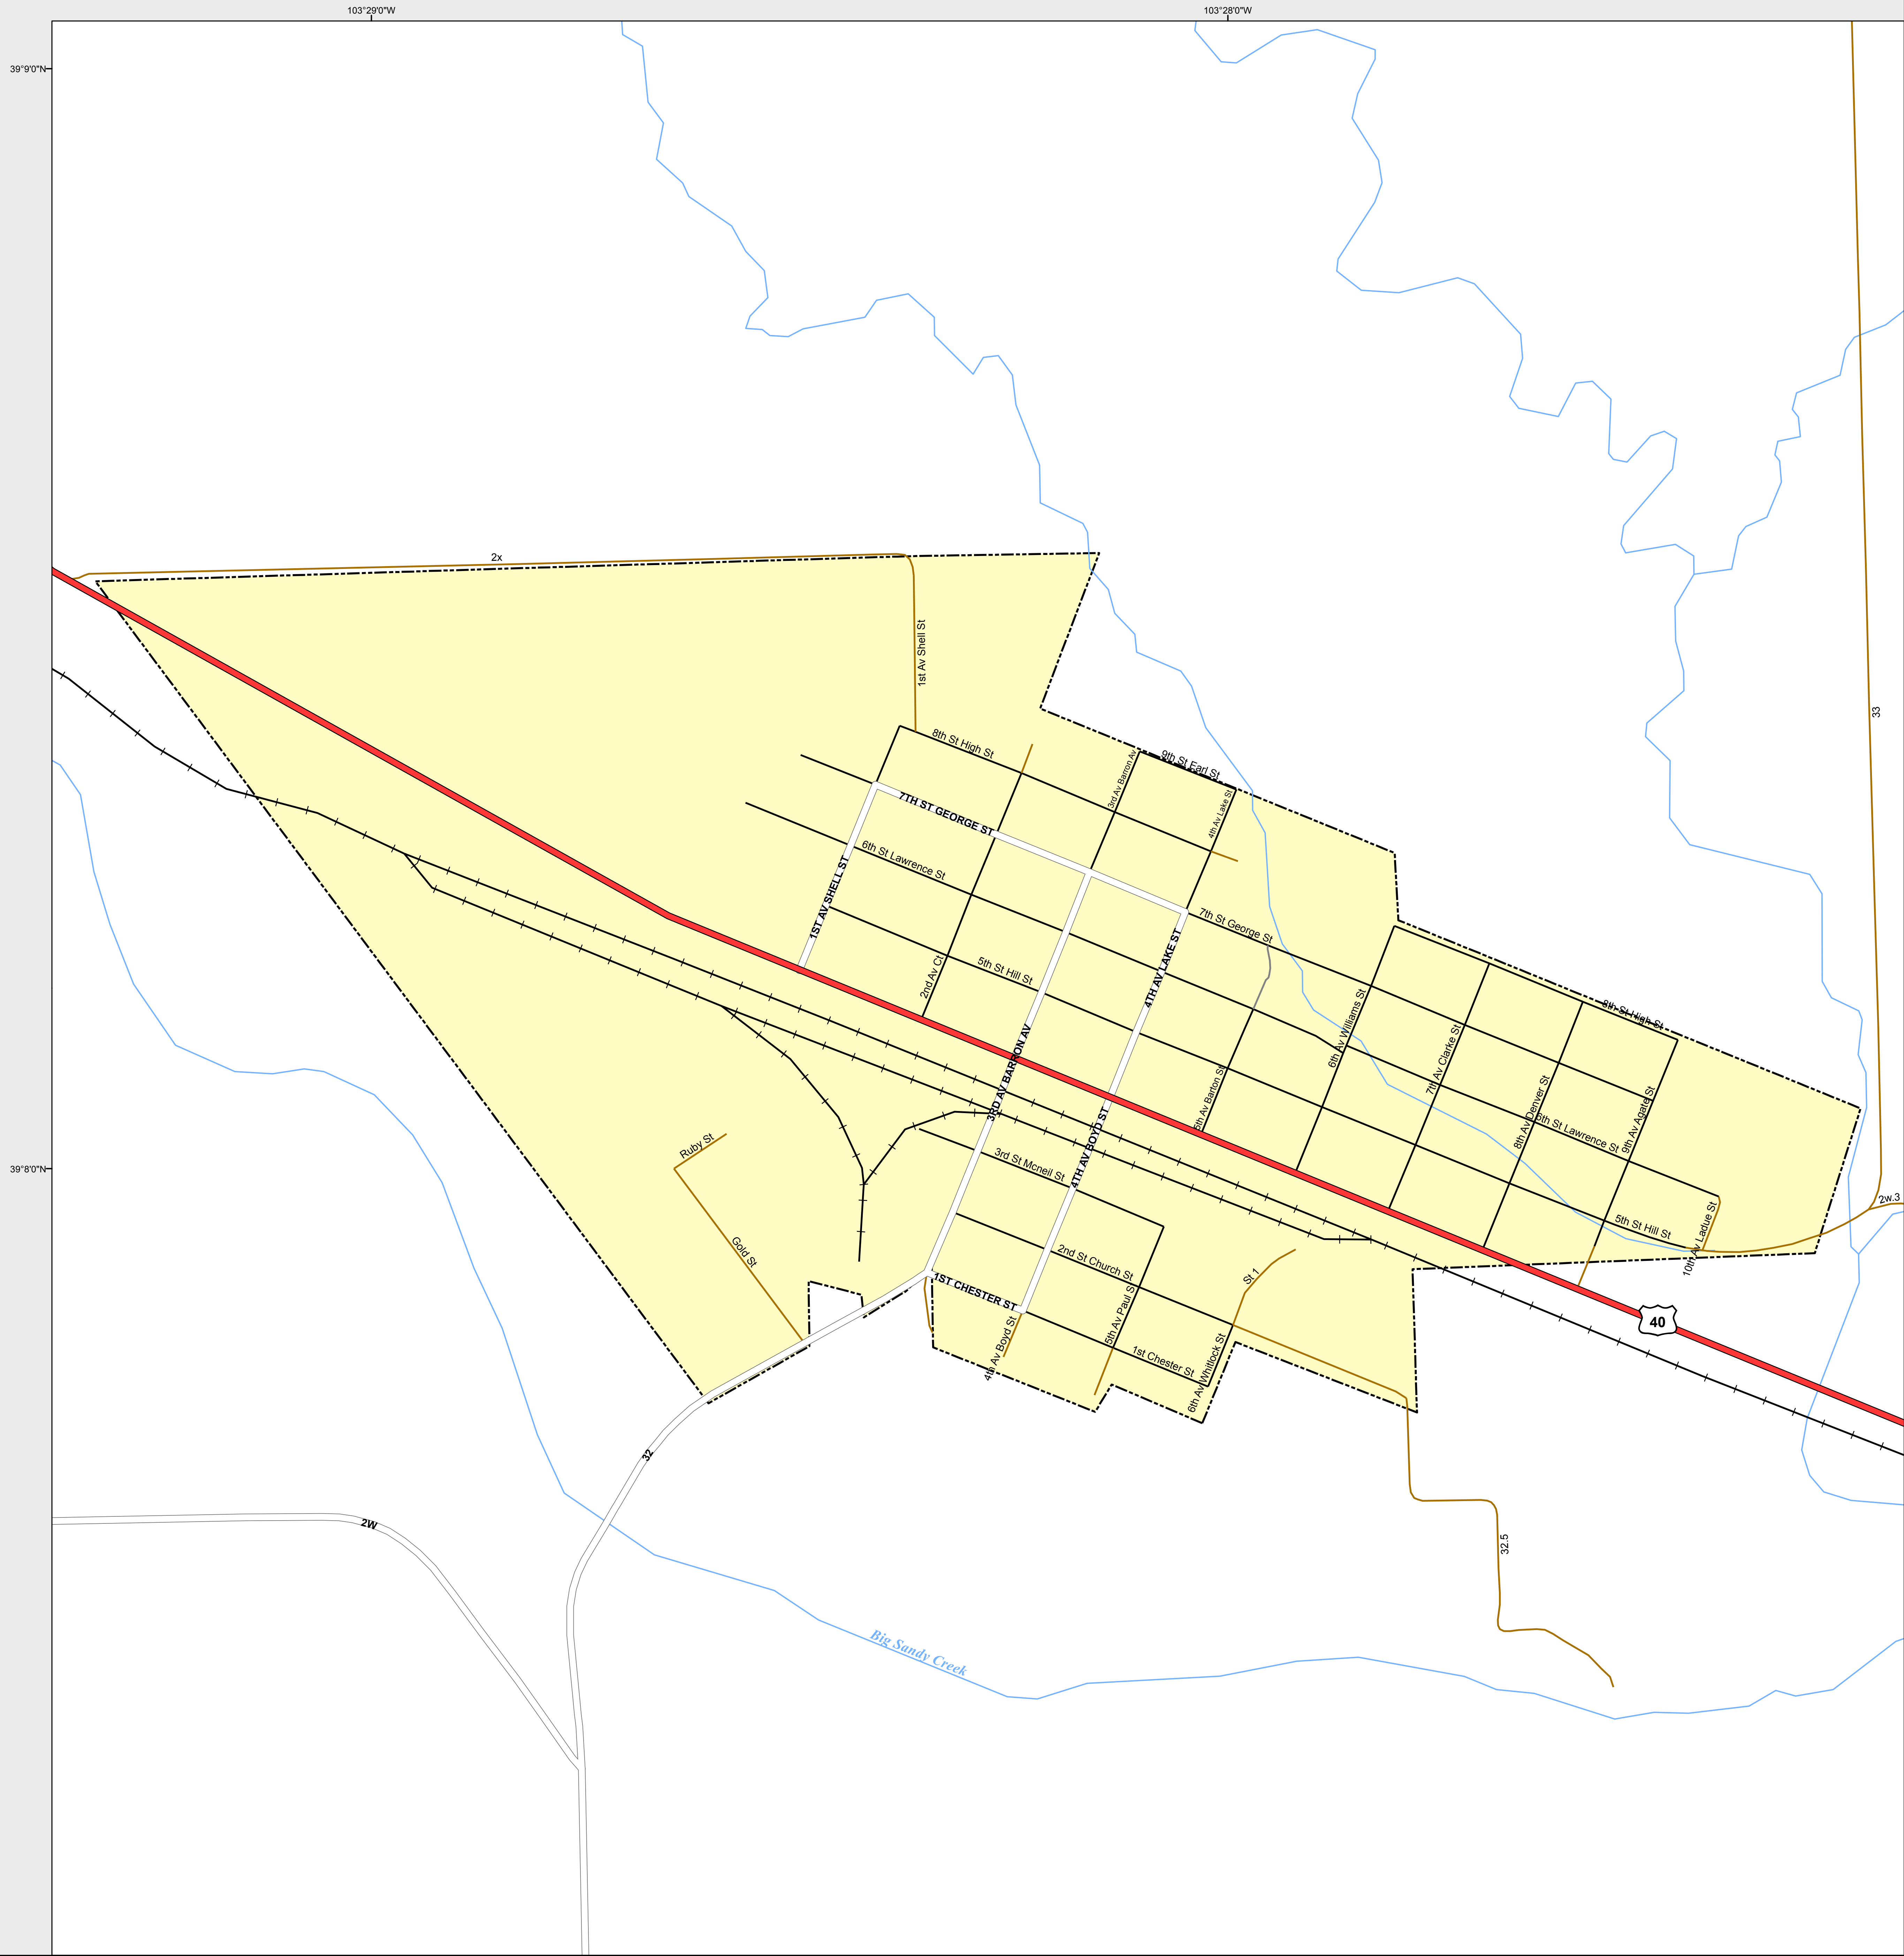 103°29'0"W
103°28'0"W
39°9'0"N
2x
1st Av Shell St
33
8th St High St
9th St Earl St
3rd Av Barron Av
4th Av Lake St
7TH ST GEORGE ST
6th St Lawrence St
1ST AV SHELL ST
7th St George St
2nd Av Ct
5th St Hill St
4TH AV LAKE ST
8th St High St
6th Av Williams St
7th Av Clarke St
3RD AV BARRON AV
5th Av Barton St
8th Av Denver St
6th St Lawrence St
9th Av Agate St
39°8'0"N
Ruby St
3rd St Mcneil St
4TH AV BOYD ST
2w.3
5th St Hill St
10th Av Ladue St
Gold St
2nd St Church St
St 1
1ST CHESTER ST
5th Av Paul St
40
4th Av Boyd St
1st Chester St
6th Av Whitlock St
32
2W
32.5
Big Sandy Creek